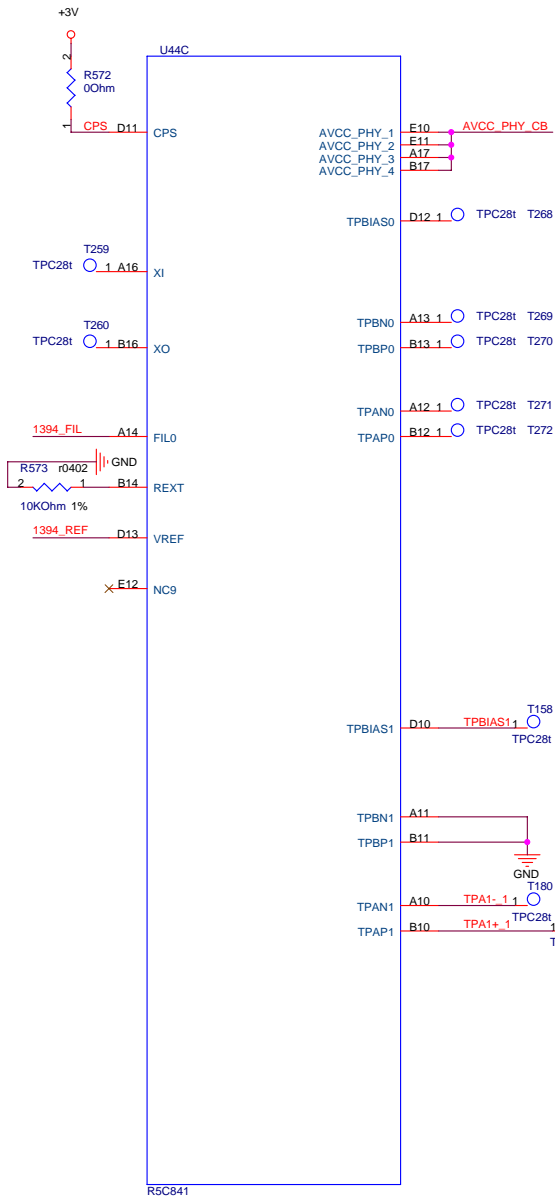 +3V
U44C
2
R572
0Ohm
1
CPS D11 CPS
AVCC_PHY_1 E10 AVCC_PHY_CB
AVCC_PHY_2 E11
AVCC_PHY_3 A17
AVCC_PHY_4 B17
TPBIAS0 D12 1 TPC28t T268
T259
TPC28t 1 A16 XI
T260
TPC28t 1 B16 XO
TPBN0 A13 1 TPC28t T269
TPBP0 B13 1 TPC28t T270
TPAN0 A12 1 TPC28t T271
TPAP0 B12 1 TPC28t T272
1394_FIL A14 FIL0
GND
R573 r0402
2 1 B14 REXT
10KOhm 1%
1394_REF D13 VREF
E12 NC9
T158
TPBIAS1 D10 TPBIAS1 1
TPC28t
TPBN1 A11
TPBP1 B11
GND
T180
TPAN1 A10 TPA1-_1 1
TPC28t
TPAP1 B10 TPA1+_1 1
T
R5C841